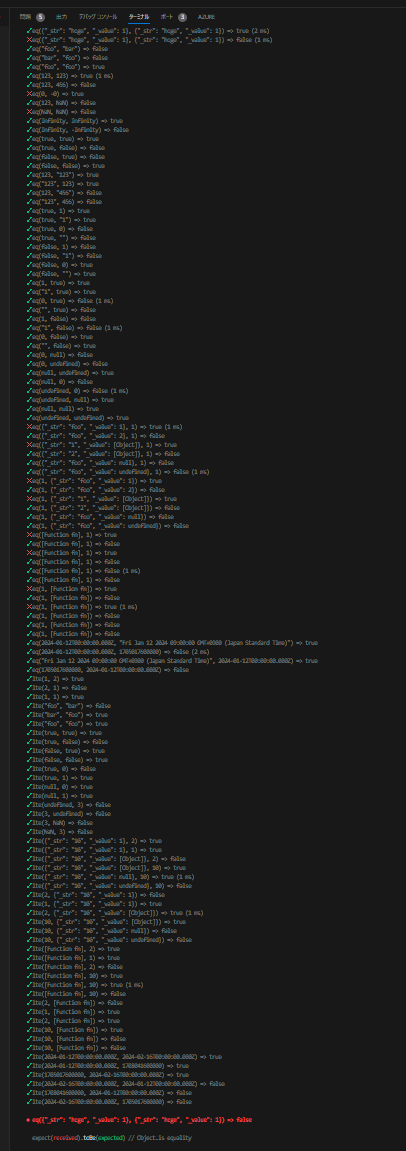 問題 5 出力 デバッグ コンソール ターミナル ポート 3 AZURE
✓ eq({"_str": "hoge", "_value": 1}, {"_str": "hoge", "_value": 1}) => true (2 ms)
✕ eq({"_str": "hoge", "_value": 1}, {"_str": "hoge", "_value": 1}) => false (1 ms)
✓ eq("foo", "bar") => false
✓ eq("bar", "foo") => false
✓ eq("foo", "foo") => true
✓ eq(123, 123) => true (1 ms)
✓ eq(123, 456) => false
✕ eq(0, -0) => true
✓ eq(123, NaN) => false
✕ eq(NaN, NaN) => false
✓ eq(Infinity, Infinity) => true
✓ eq(Infinity, -Infinity) => false
✓ eq(true, true) => true
✓ eq(true, false) => false
✓ eq(false, true) => false
✓ eq(false, false) => true
✓ eq(123, "123") => true
✓ eq("123", 123) => true
✓ eq(123, "456") => false
✓ eq("123", 456) => false
✓ eq(true, 1) => true
✓ eq(true, "1") => true
✓ eq(true, 0) => false
✓ eq(true, "") => false
✓ eq(false, 1) => false
✓ eq(false, "1") => false
✓ eq(false, 0) => true
✓ eq(false, "") => true
✓ eq(1, true) => true
✓ eq("1", true) => true
✓ eq(0, true) => false (1 ms)
✓ eq("", true) => false
✓ eq(1, false) => false
✓ eq("1", false) => false (1 ms)
✓ eq(0, false) => true
✓ eq("", false) => true
✓ eq(0, null) => false
✓ eq(0, undefined) => false
✓ eq(null, undefined) => true
✓ eq(null, 0) => false
✓ eq(undefined, 0) => false (1 ms)
✓ eq(undefined, null) => true
✓ eq(null, null) => true
✓ eq(undefined, undefined) => true
✕ eq({"_str": "foo", "_value": 1}, 1) => true (1 ms)
✓ eq({"_str": "foo", "_value": 2}, 1) => false
✕ eq({"_str": "1", "_value": [Object]}, 1) => true
✓ eq({"_str": "2", "_value": [Object]}, 1) => false
✓ eq({"_str": "foo", "_value": null}, 1) => false
✓ eq({"_str": "foo", "_value": undefined}, 1) => false (1 ms)
✕ eq(1, {"_str": "foo", "_value": 1}) => true
✓ eq(1, {"_str": "foo", "_value": 2}) => false
✕ eq(1, {"_str": "1", "_value": [Object]}) => true
✓ eq(1, {"_str": "2", "_value": [Object]}) => false
✓ eq(1, {"_str": "foo", "_value": null}) => false
✓ eq(1, {"_str": "foo", "_value": undefined}) => false
✕ eq([Function fn], 1) => true
✓ eq([Function fn], 1) => false
✕ eq([Function fn], 1) => true
✓ eq([Function fn], 1) => false
✓ eq([Function fn], 1) => false (1 ms)
✓ eq([Function fn], 1) => false
✕ eq(1, [Function fn]) => true
✓ eq(1, [Function fn]) => false
✕ eq(1, [Function fn]) => true (1 ms)
✓ eq(1, [Function fn]) => false
✓ eq(1, [Function fn]) => false
✓ eq(1, [Function fn]) => false
✓ eq(2024-01-12T00:00:00.000Z, "Fri Jan 12 2024 09:00:00 GMT+0900 (Japan Standard Time)") => true
✓ eq(2024-01-12T00:00:00.000Z, 1705017600000) => false (2 ms)
✓ eq("Fri Jan 12 2024 09:00:00 GMT+0900 (Japan Standard Time)", 2024-01-12T00:00:00.000Z) => true
✓ eq(1705017600000, 2024-01-12T00:00:00.000Z) => false
✓ lte(1, 2) => true
✓ lte(2, 1) => false
✓ lte(1, 1) => true
✓ lte("foo", "bar") => false
✓ lte("bar", "foo") => true
✓ lte("foo", "foo") => true
✓ lte(true, true) => true
✓ lte(true, false) => false
✓ lte(false, true) => true
✓ lte(false, false) => true
✓ lte(true, 0) => false
✓ lte(true, 1) => true
✓ lte(null, 0) => true
✓ lte(null, 1) => true
✓ lte(undefined, 3) => false
✓ lte(3, undefined) => false
✓ lte(3, NaN) => false
✓ lte(NaN, 3) => false
✓ lte({"_str": "10", "_value": 1}, 2) => true
✓ lte({"_str": "10", "_value": 1}, 1) => true
✓ lte({"_str": "10", "_value": [Object]}, 2) => false
✓ lte({"_str": "10", "_value": [Object]}, 10) => true
✓ lte({"_str": "10", "_value": null}, 10) => true (1 ms)
✓ lte({"_str": "10", "_value": undefined}, 10) => false
✓ lte(2, {"_str": "10", "_value": 1}) => false
✓ lte(1, {"_str": "10", "_value": 1}) => true
✓ lte(2, {"_str": "10", "_value": [Object]}) => true (1 ms)
✓ lte(10, {"_str": "10", "_value": [Object]}) => true
✓ lte(10, {"_str": "10", "_value": null}) => false
✓ lte(10, {"_str": "10", "_value": undefined}) => false
✓ lte([Function fn], 2) => true
✓ lte([Function fn], 1) => true
✓ lte([Function fn], 2) => false
✓ lte([Function fn], 10) => true
✓ lte([Function fn], 10) => true (1 ms)
✓ lte([Function fn], 10) => false
✓ lte(2, [Function fn]) => false
✓ lte(1, [Function fn]) => true
✓ lte(2, [Function fn]) => true
✓ lte(10, [Function fn]) => true
✓ lte(10, [Function fn]) => false
✓ lte(10, [Function fn]) => false
✓ lte(2024-01-12T00:00:00.000Z, 2024-02-16T00:00:00.000Z) => true
✓ lte(2024-01-12T00:00:00.000Z, 1708041600000) => true
✓ lte(1705017600000, 2024-02-16T00:00:00.000Z) => true
✓ lte(2024-02-16T00:00:00.000Z, 2024-01-12T00:00:00.000Z) => false
✓ lte(1708041600000, 2024-01-12T00:00:00.000Z) => false
✓ lte(2024-02-16T00:00:00.000Z, 1705017600000) => false
● eq({"_str": "hoge", "_value": 1}, {"_str": "hoge", "_value": 1}) => false
expect(received).toBe(expected) // Object.is equality